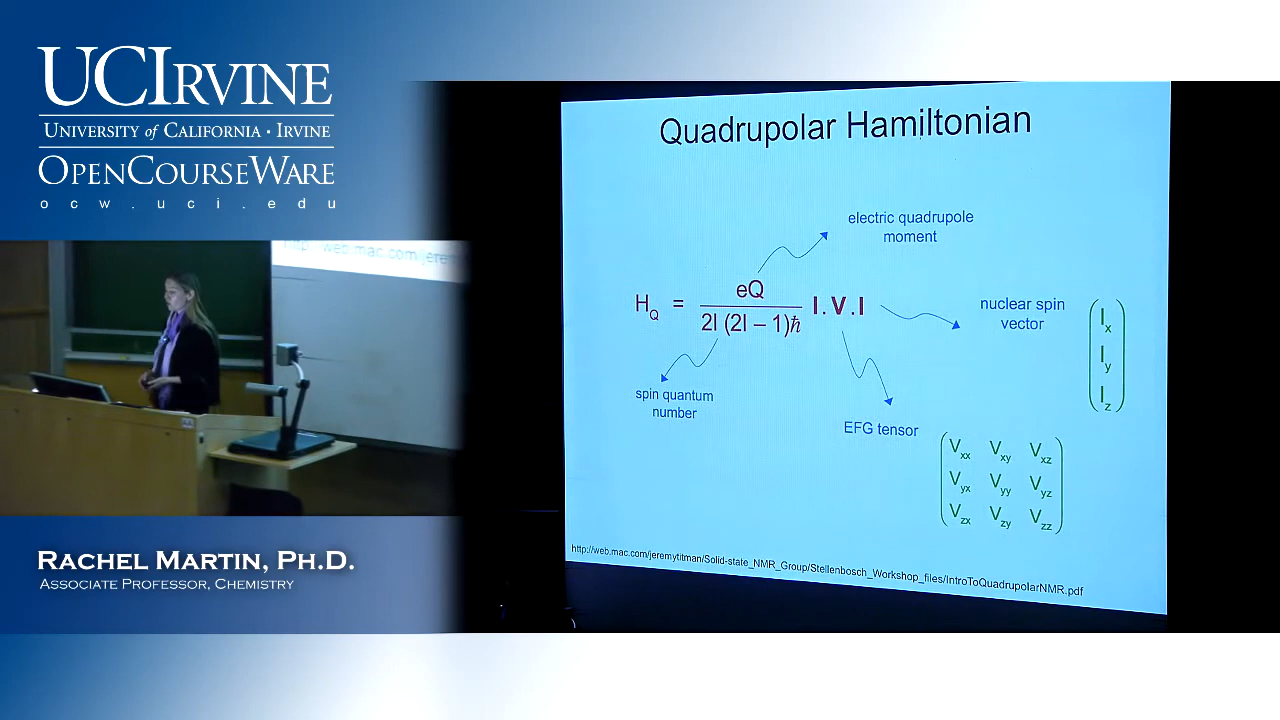 UCIRVINE
UNIVERSITY of CALIFORNIA · IRVINE
OPENCOURSEWARE
ocw.uci.edu
RACHEL MARTIN, PH.D.
ASSOCIATE PROFESSOR, CHEMISTRY
Quadrupolar Hamiltonian
electric quadrupole
moment
H_Q = eQ / 2I (2I – 1)ħ I.V.I
nuclear spin
vector
I_x
I_y
I_z
spin quantum
number
EFG tensor
V_xx V_xy V_xz
V_yx V_yy V_yz
V_zx V_zy V_zz
http://web.mac.com/jeremytitman/Solid-state_NMR_Group/Stellenbosch_Workshop_files/IntroToQuadrupolarNMR.pdf